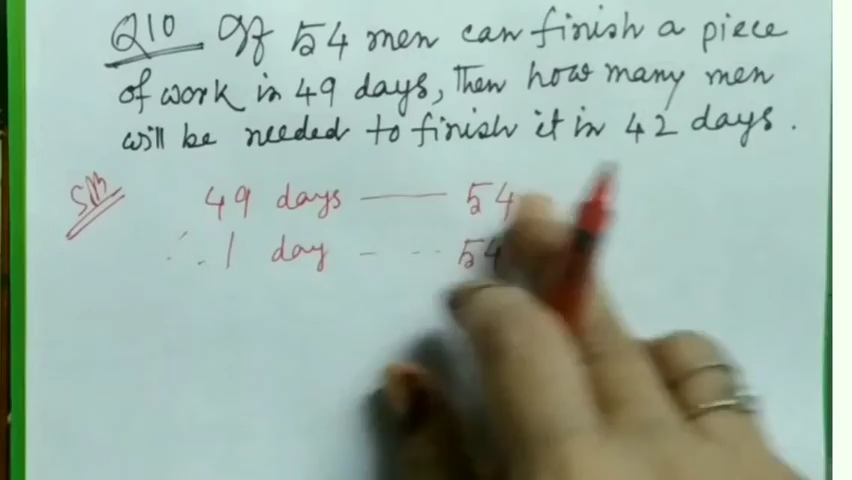 Q10 If 54 men can finish a piece
of work in 49 days, then how many men
will be needed to finish it in 42 days.
49 days — 54
∴ 1 day - - - 54